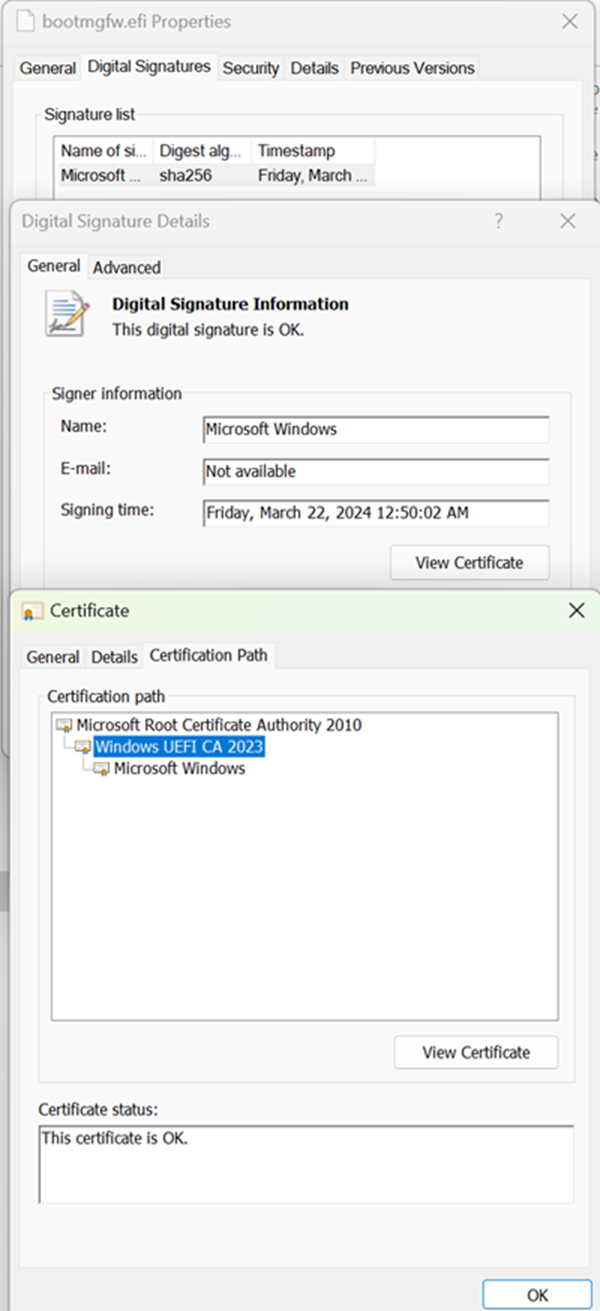 bootmgfw.efi Properties
General Digital Signatures Security Details Previous Versions
Signature list
Name of si... Digest alg... Timestamp
Microsoft ... sha256 Friday, March ...
Digital Signature Details
General Advanced
Digital Signature Information
This digital signature is OK.
Signer information
Name: Microsoft Windows
E-mail: Not available
Signing time: Friday, March 22, 2024 12:50:02 AM
View Certificate
Certificate
General Details Certification Path
Certification path
Microsoft Root Certificate Authority 2010
Windows UEFI CA 2023
Microsoft Windows
View Certificate
Certificate status:
This certificate is OK.
OK